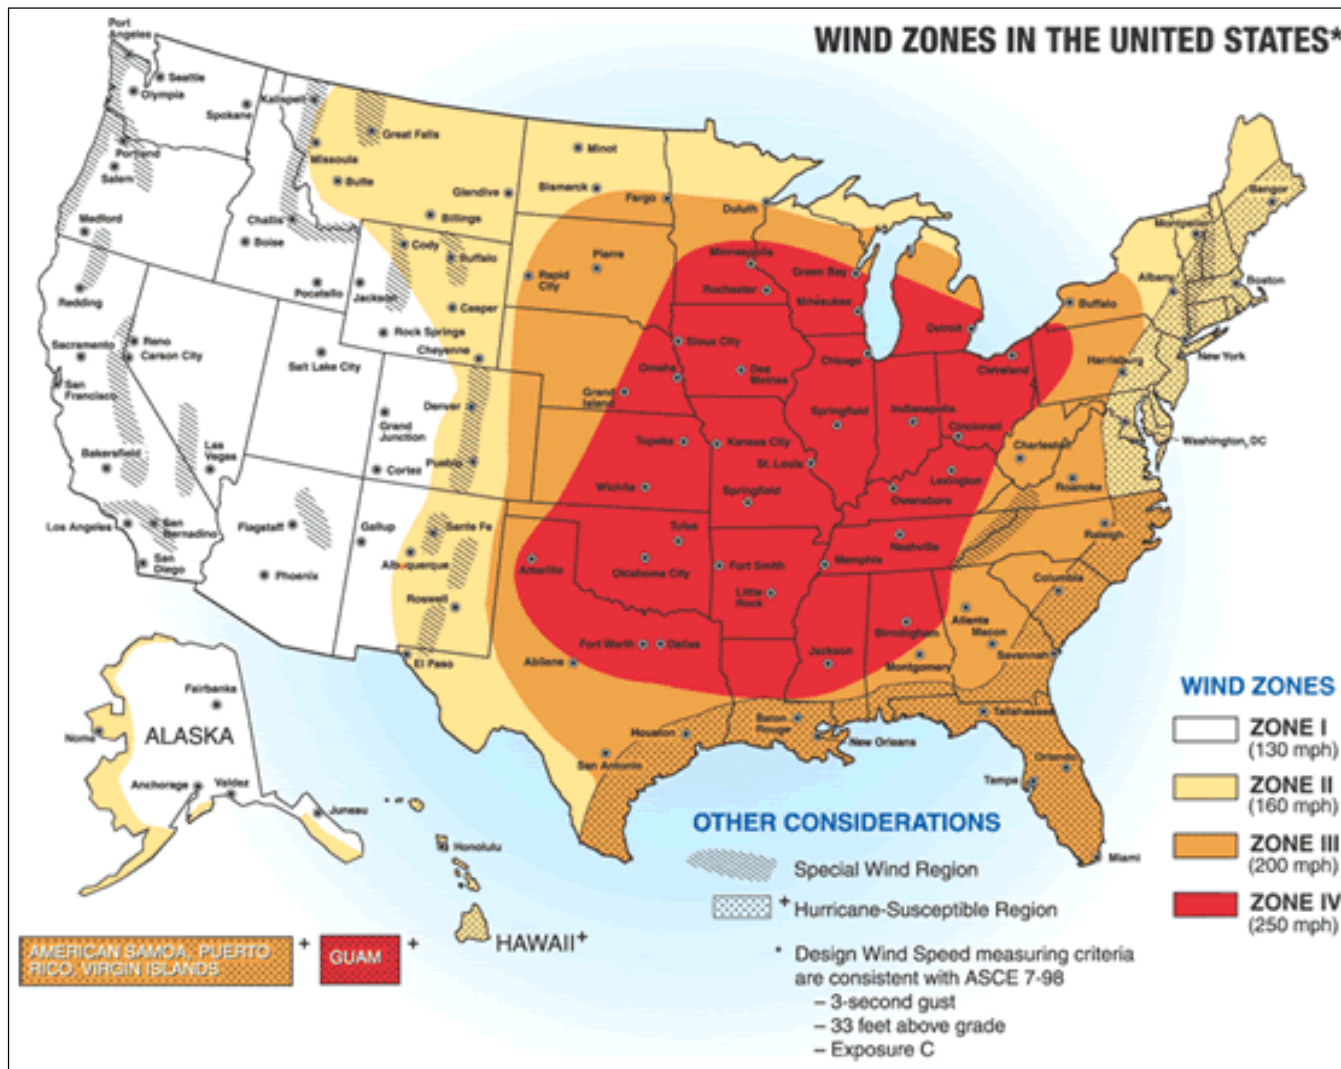 WIND ZONES IN THE UNITED STATES*
Port
Angeles
Seattle
Olympia
Spokane
Kalispell
Great Falls
Missoula
Butte
Glendive
Billings
Minot
Bismarck
Fargo
Duluth
Portland
Salem
Medford
Challis
Boise
Pocatello
Cody
Buffalo
Jackson
Casper
Rock Springs
Cheyenne
Rapid
City
Pierre
Minneapolis
Rochester
Green Bay
Milwaukee
Detroit
Buffalo
Albany
Montpelier
Bangor
Boston
New York
Harrisburg
Washington, DC
Redding
Reno
Carson City
Sacramento
San
Francisco
Salt Lake City
Grand
Junction
Cortez
Denver
Pueblo
Grand
Island
Sioux City
Omaha
Des
Moines
Chicago
Cleveland
Springfield
Indianapolis
Cincinnati
Charleston
Roanoke
Topeka
Kansas City
St. Louis
Lexington
Owensboro
Wichita
Springfield
Bakersfield
Las
Vegas
Los Angeles
San
Bernadino
San
Diego
Flagstaff
Phoenix
Gallup
Sante Fe
Albuquerque
Roswell
El Paso
Amarillo
Tulsa
Oklahoma City
Fort Smith
Little
Rock
Memphis
Nashville
Raleigh
Columbia
Atlanta
Macon
Savannah
Birmingham
Montgomery
Jackson
Fort Worth
Dallas
Abilene
Houston
San Antonio
Baton
Rouge
New Orleans
Tallahassee
Orlando
Tampa
Miami
Fairbanks
ALASKA
Nome
Anchorage
Valdez
Juneau
Honolulu
HAWAII+
AMERICAN SAMOA, PUERTO
RICO, VIRGIN ISLANDS
+
GUAM
+
OTHER CONSIDERATIONS
Special Wind Region
+ Hurricane-Susceptible Region
* Design Wind Speed measuring criteria
are consistent with ASCE 7-98
– 3-second gust
– 33 feet above grade
– Exposure C
WIND ZONES
ZONE I
(130 mph)
ZONE II
(160 mph)
ZONE III
(200 mph)
ZONE IV
(250 mph)